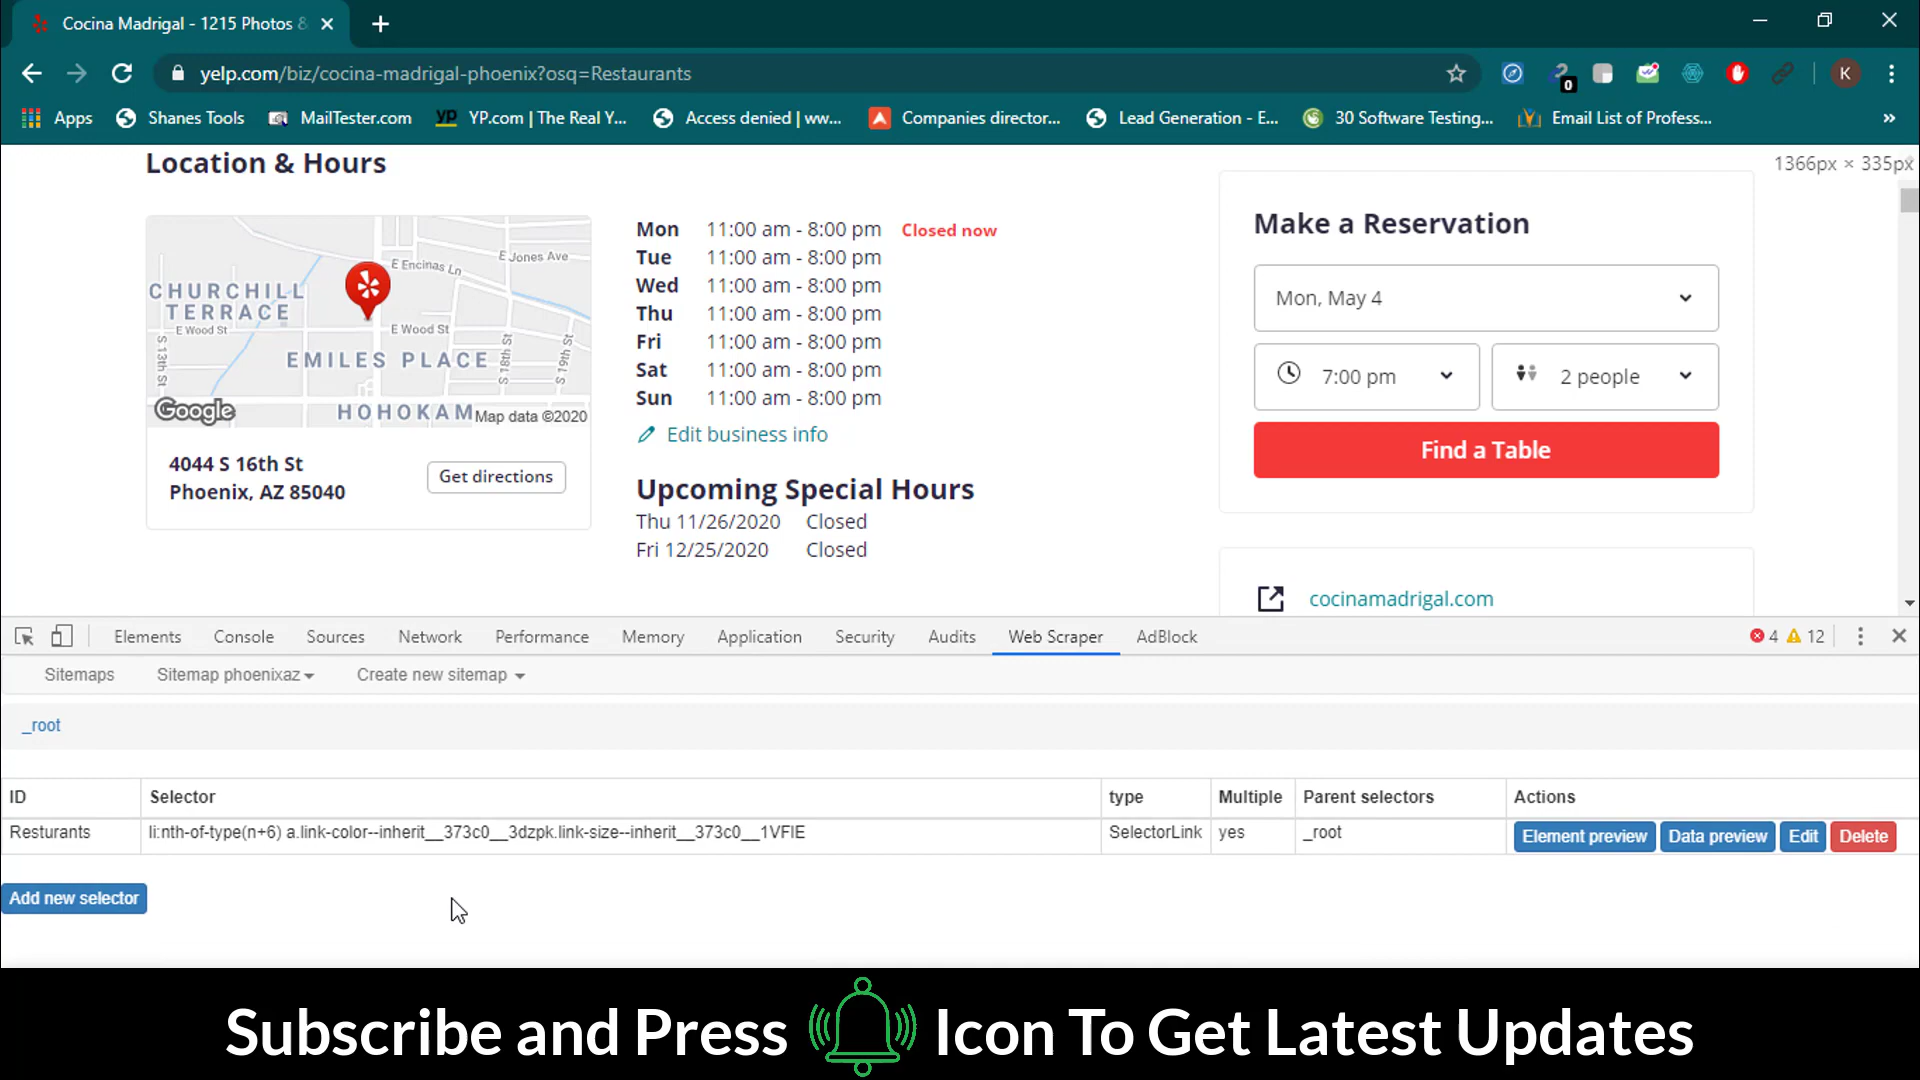 Cocina Madrigal - 1215 Photos &
yelp.com/biz/cocina-madrigal-phoenix?osq=Restaurants
0
K
Apps
Shanes Tools
MailTester.com
yp YP.com | The Real Y...
Access denied | ww...
Companies director...
Lead Generation - E...
30 Software Testing...
Email List of Profess...
»
Location & Hours
1366px × 335px
CHURCHILL
TERRACE
E Encinas Ln
E Jones Ave
E Wood St
E Wood St
EMILES PLACE
S 13th St
S 18th St
S 19th St
HOHOKAM
Google
Map data ©2020
4044 S 16th St
Phoenix, AZ 85040
Get directions
Mon 11:00 am - 8:00 pm Closed now
Tue 11:00 am - 8:00 pm
Wed 11:00 am - 8:00 pm
Thu 11:00 am - 8:00 pm
Fri 11:00 am - 8:00 pm
Sat 11:00 am - 8:00 pm
Sun 11:00 am - 8:00 pm
Edit business info
Upcoming Special Hours
Thu 11/26/2020 Closed
Fri 12/25/2020 Closed
Make a Reservation
Mon, May 4
7:00 pm
2 people
Find a Table
cocinamadrigal.com
Elements Console Sources Network Performance Memory Application Security Audits Web Scraper AdBlock 4 12
Sitemaps Sitemap phoenixaz Create new sitemap
_root
ID Selector type Multiple Parent selectors Actions
Resturants li:nth-of-type(n+6) a.link-color--inherit__373c0__3dzpk.link-size--inherit__373c0__1VFlE SelectorLink yes _root Element preview Data preview Edit Delete
Add new selector
Subscribe and Press Icon To Get Latest Updates